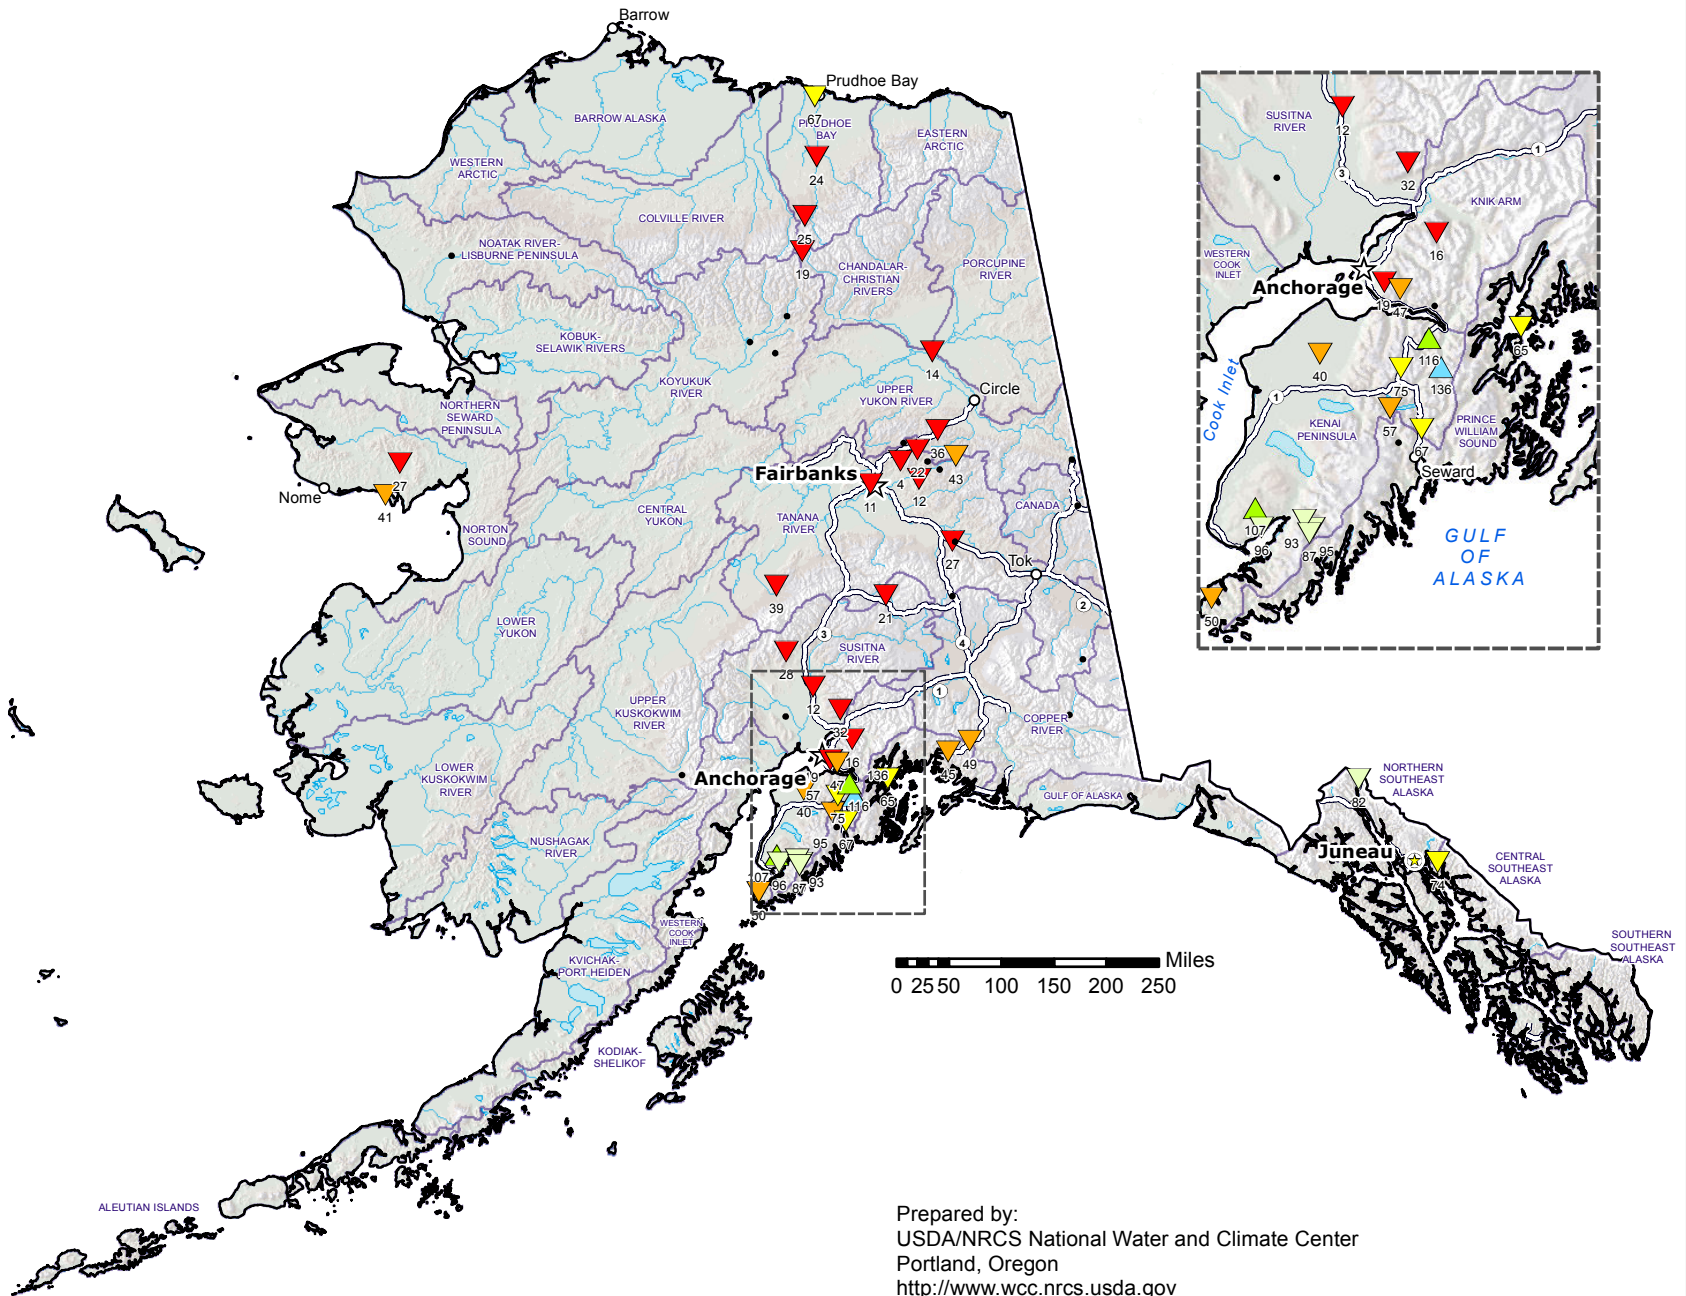 Barrow
Prudhoe Bay
67
PRUDHOE
BAY
BARROW ALASKA
EASTERN
ARCTIC
WESTERN
ARCTIC
24
COLVILLE RIVER
25
NOATAK RIVER-
LISBURNE PENINSULA
19
CHANDALAR-
CHRISTIAN
RIVERS
PORCUPINE
RIVER
KOBUK-
SELAWIK RIVERS
14
KOYUKUK
RIVER
UPPER
YUKON RIVER
Circle
NORTHERN
SEWARD
PENINSULA
36
43
22
4
12
Fairbanks
11
27
Nome
41
CENTRAL
YUKON
TANANA
RIVER
CANADA
NORTON
SOUND
27
Tok
39
21
2
LOWER
YUKON
3
4
SUSITNA
RIVER
28
1
12
UPPER
KUSKOKWIM
RIVER
32
COPPER
RIVER
16
45
49
LOWER
KUSKOKWIM
RIVER
Anchorage
19
47
136
57
65
40
116
75
67
GULF OF ALASKA
NUSHAGAK
RIVER
95
107
96
87
93
50
WESTERN
COOK
INLET
KVICHAK-
PORT HEIDEN
KODIAK-
SHELIKOF
ALEUTIAN ISLANDS
Miles
0 25 50 100 150 200 250
NORTHERN
SOUTHEAST
ALASKA
82
Juneau
74
CENTRAL
SOUTHEAST
ALASKA
SOUTHERN
SOUTHEAST
ALASKA
SUSITNA
RIVER
12
1
3
32
KNIK ARM
16
WESTERN
COOK
INLET
Anchorage
19
47
65
116
40
136
75
Cook Inlet
1
KENAI
PENINSULA
57
PRINCE
WILLIAM
SOUND
67
Seward
107
96
93
87
95
50
GULF
OF
ALASKA
Prepared by:
USDA/NRCS National Water and Climate Center
Portland, Oregon
http://www.wcc.nrcs.usda.gov